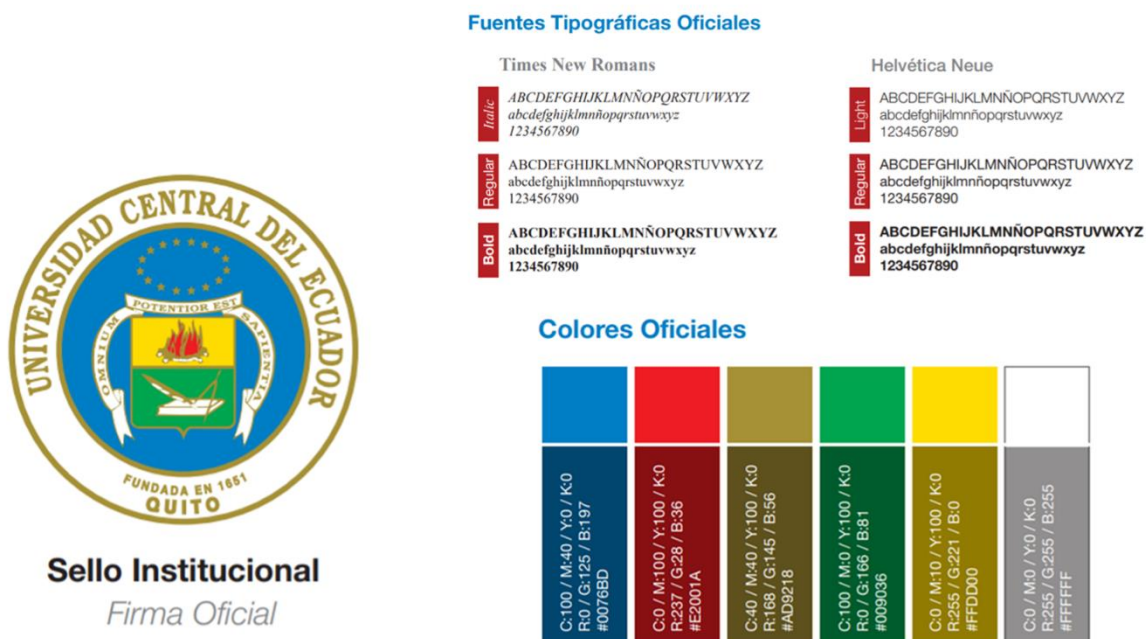 Fuentes Tipográficas Oficiales
Times New Romans
Italic
ABCDEFGHIJKLMNÑOPQRSTUVWXYZ
abcdefghijklmnñopqrstuvwxyz
1234567890
Regular
ABCDEFGHIJKLMNÑOPQRSTUVWXYZ
abcdefghijklmnñopqrstuvwxyz
1234567890
Bold
ABCDEFGHIJKLMNÑOPQRSTUVWXYZ
abcdefghijklmnñopqrstuvwxyz
1234567890
Helvética Neue
Light
ABCDEFGHIJKLMNÑOPQRSTUVWXYZ
abcdefghijklmnñopqrstuvwxyz
1234567890
Regular
ABCDEFGHIJKLMNÑOPQRSTUVWXYZ
abcdefghijklmnñopqrstuvwxyz
1234567890
Bold
ABCDEFGHIJKLMNÑOPQRSTUVWXYZ
abcdefghijklmnñopqrstuvwxyz
1234567890
UNIVERSIDAD CENTRAL DEL ECUADOR
OMNIUM POTENTIOR EST SAPIENTIA
FUNDADA EN 1651
QUITO
Sello Institucional
Firma Oficial
Colores Oficiales
C:100 / M:40 / Y:0 / K:0
R:0 / G:125 / B:197
#0076BD
C:0 / M:100 / Y:100 / K:0
R:237 / G:28 / B:36
#E2001A
C:40 / M:40 / Y:100 / K:0
R:168 / G:145 / B:56
#AD9218
C:100 / M:0 / Y:100 / K:0
R:0 / G:166 / B:81
#009036
C:0 / M:10 / Y:100 / K:0
R:255 / G:221 / B:0
#FFDD00
C:0 / M:0 / Y:0 / K:0
R:255 / G:255 / B:255
#FFFFFF